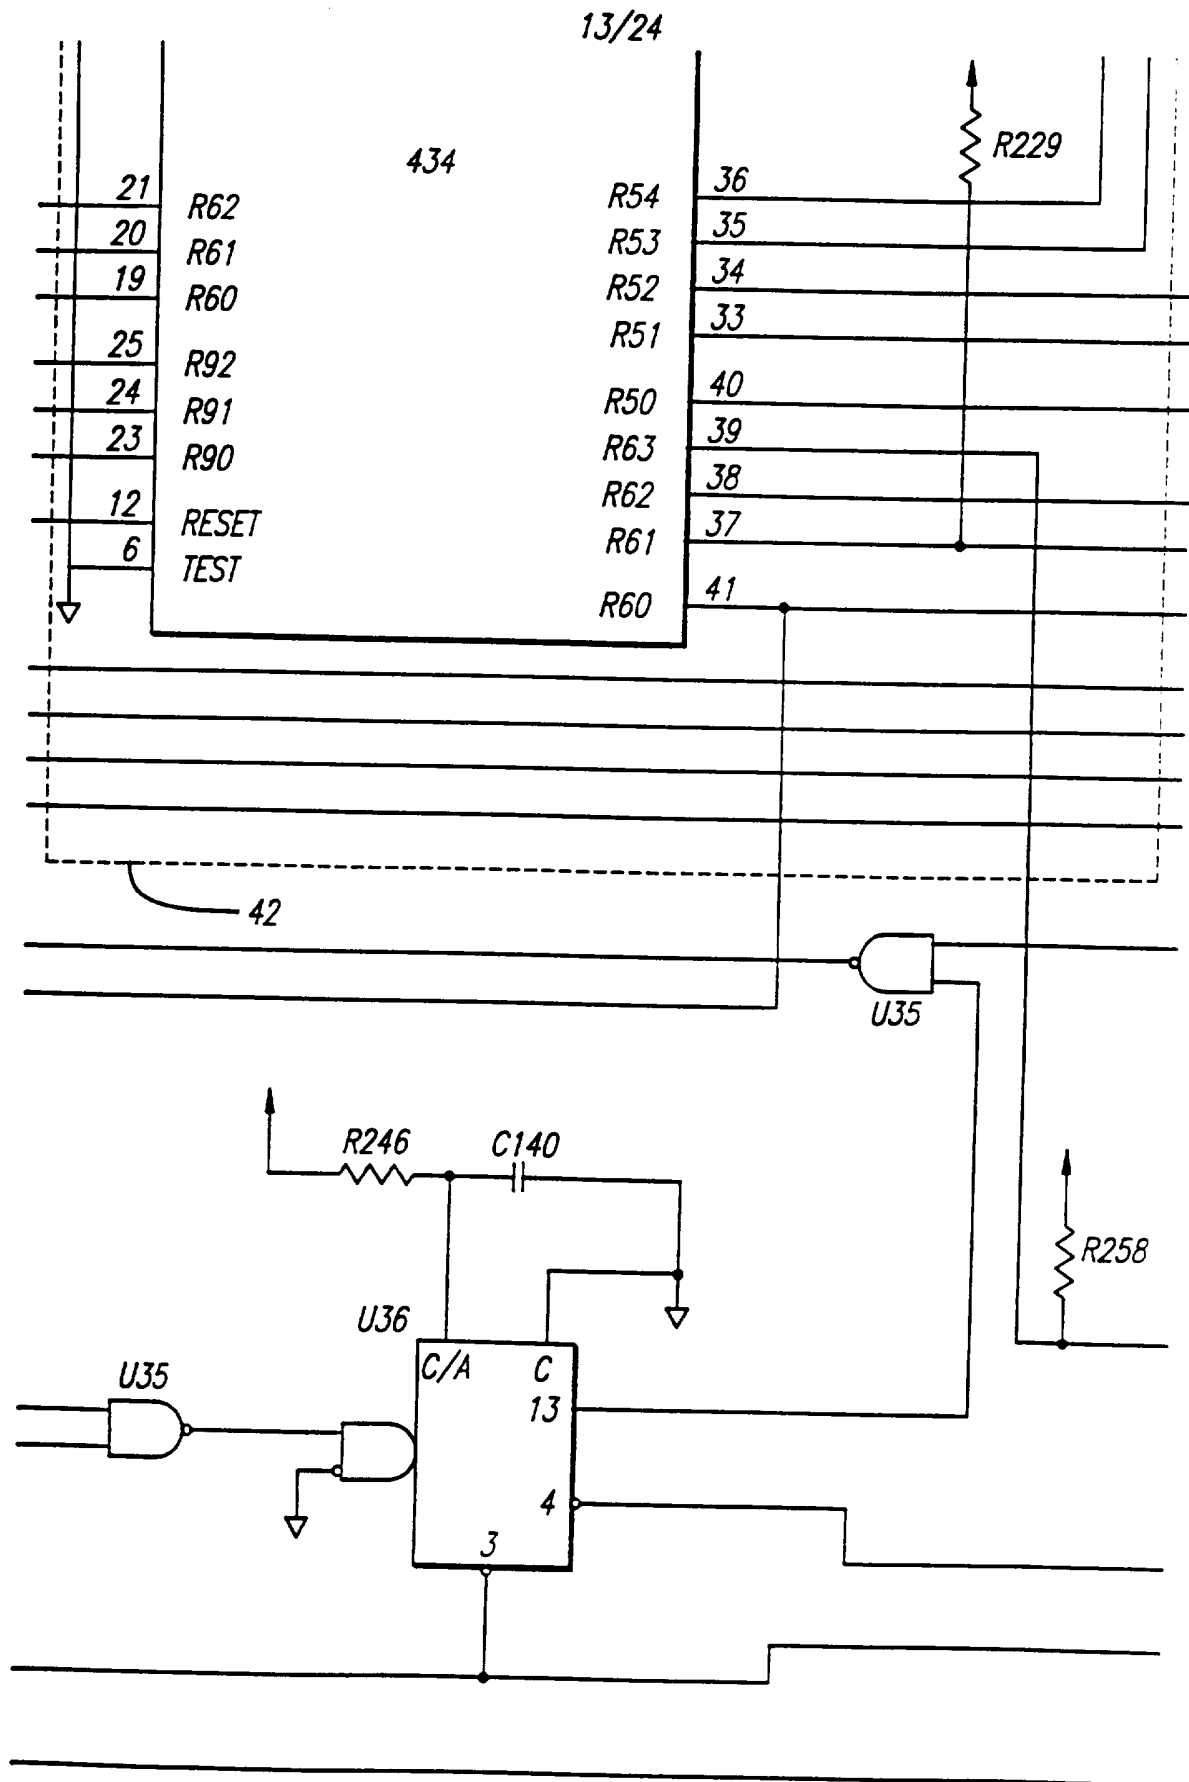 13/24
434
R229
21 R62
20 R61
19 R60
25 R92
24 R91
23 R90
12 RESET
6 TEST
R54 36
R53 35
R52 34
R51 33
R50 40
R63 39
R62 38
R61 37
R60 41
42
U35
R246 C140
R258
U36
C/A C
U35
13
4
3